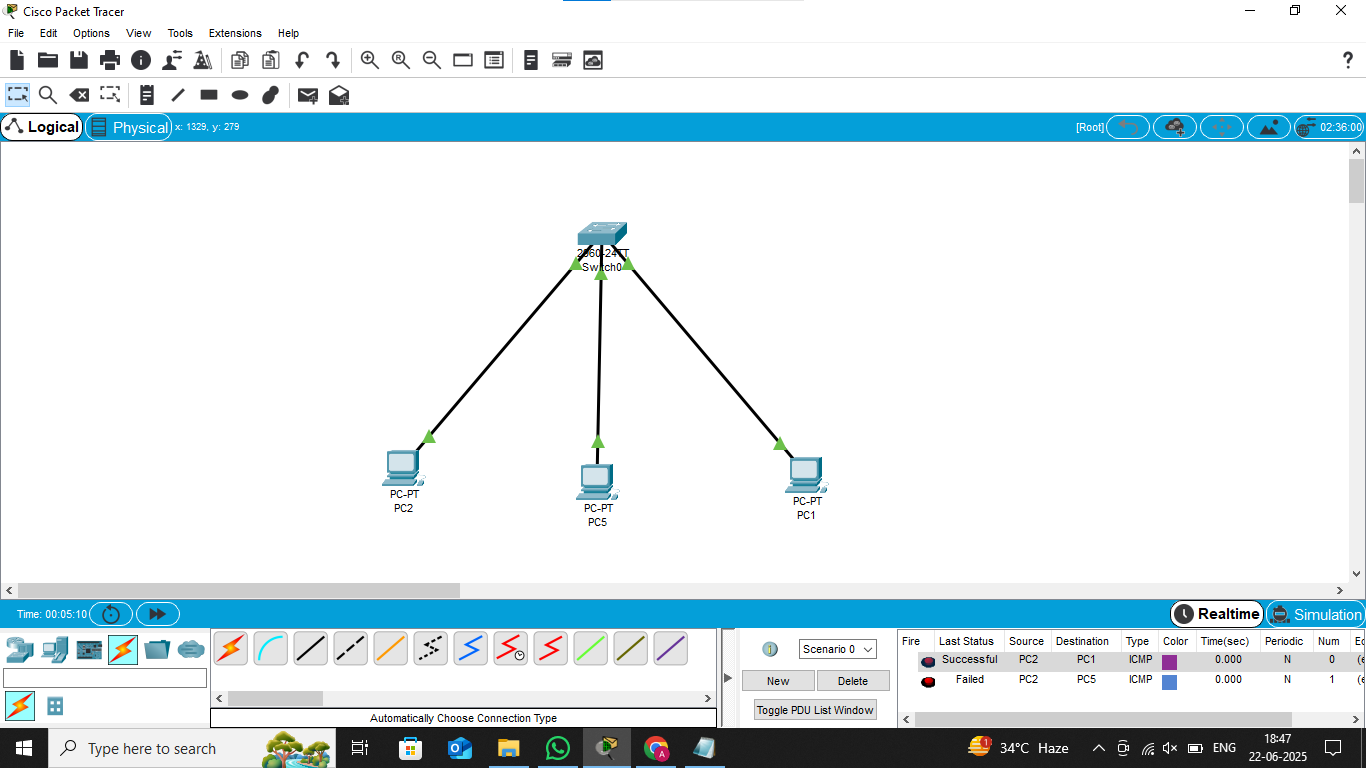 Cisco Packet Tracer
File Edit Options View Tools Extensions Help
Logical Physical x: 1329, y: 279 [Root] 02:36:00
2960-24TT
Switch0
PC-PT
PC2
PC-PT
PC5
PC-PT
PC1
Time: 00:05:10 Realtime Simulation
Scenario 0
New Delete
Toggle PDU List Window
Fire Last Status Source Destination Type Color Time(sec) Periodic Num Ed
Successful PC2 PC1 ICMP 0.000 N 0 (e
Failed PC2 PC5 ICMP 0.000 N 1 (e
Automatically Choose Connection Type
Type here to search
1 34°C Haze ENG 18:47
22-06-2025